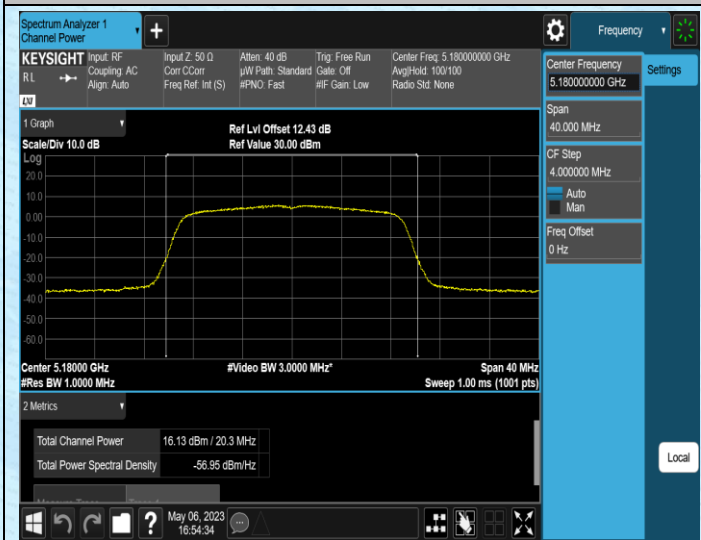 Spectrum Analyzer 1
Channel Power
Frequency
KEYSIGHT
R L
LXI
Input: RF
Coupling: AC
Align: Auto
Input Z: 50 Ω
Corr CCorr
Freq Ref: Int (S)
Atten: 40 dB
µW Path: Standard
#PNO: Fast
Trig: Free Run
Gate: Off
#IF Gain: Low
Center Freq: 5.180000000 GHz
Avg|Hold: 100/100
Radio Std: None
Center Frequency
5.180000000 GHz
Settings
Span
40.000 MHz
CF Step
4.000000 MHz
Auto
Man
Freq Offset
0 Hz
1 Graph
Scale/Div 10.0 dB
Ref Lvl Offset 12.43 dB
Ref Value 30.00 dBm
Log
20.0
10.0
0.00
-10.0
-20.0
-30.0
-40.0
-50.0
-60.0
Center 5.18000 GHz
#Res BW 1.0000 MHz
#Video BW 3.0000 MHz*
Span 40 MHz
Sweep 1.00 ms (1001 pts)
2 Metrics
Total Channel Power 16.13 dBm / 20.3 MHz
Total Power Spectral Density -56.95 dBm/Hz
Local
May 06, 2023
16:54:34